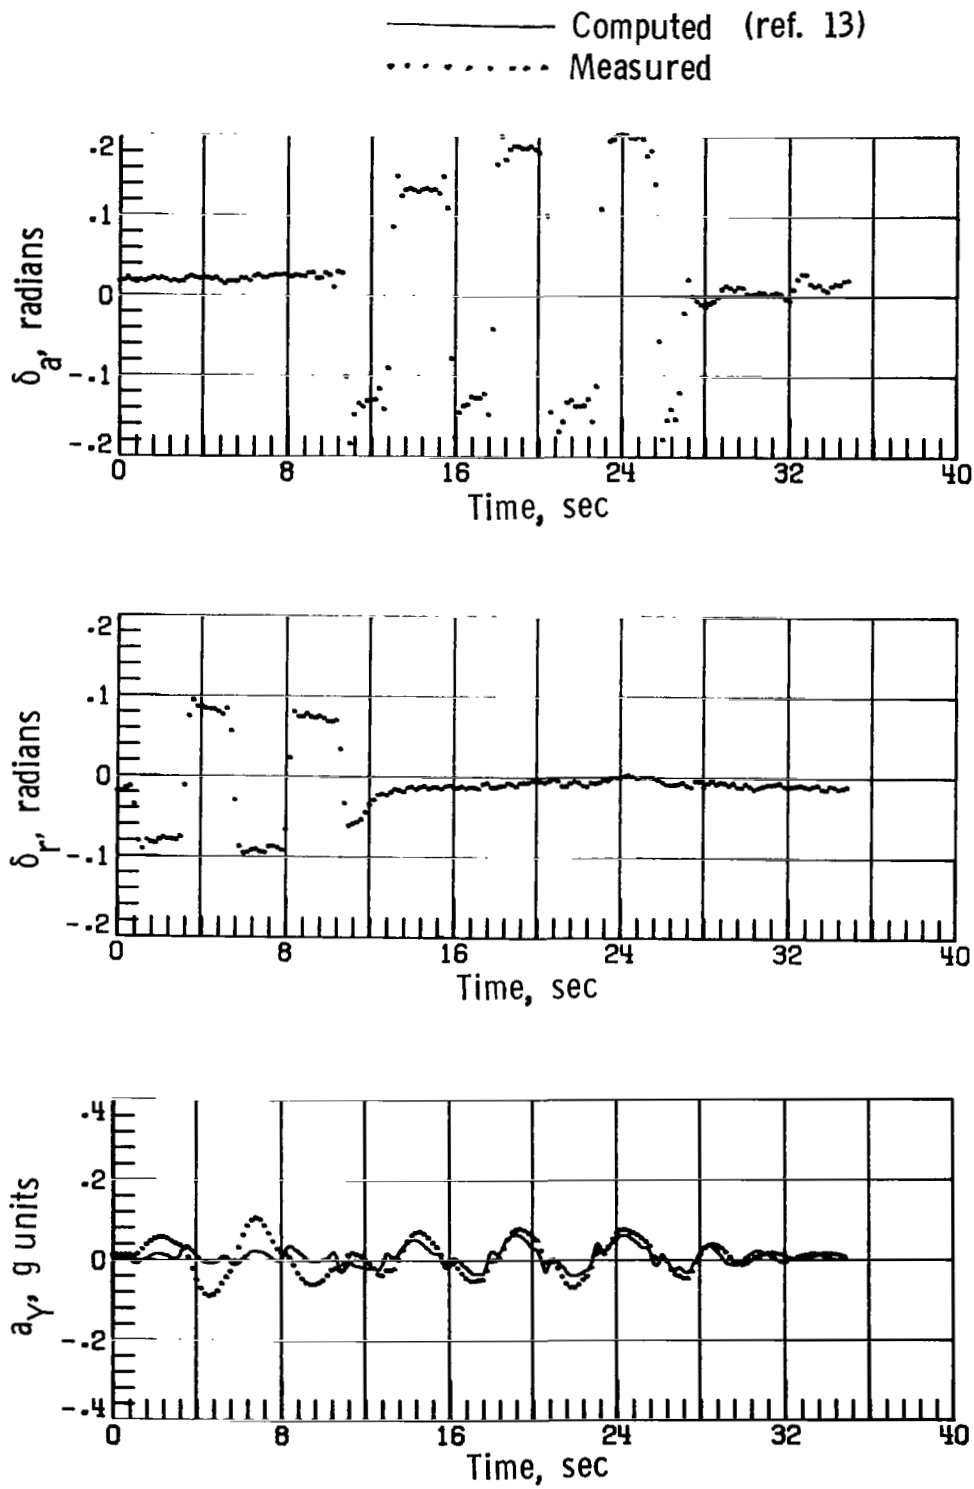 Computed (ref. 13)
Measured
.2
.1
0
-.1
-.2
δa, radians
0 8 16 24 32 40
Time, sec
.2
.1
0
-.1
-.2
δr, radians
0 8 16 24 32 40
Time, sec
.4
.2
0
-.2
-.4
aY, g units
0 8 16 24 32 40
Time, sec